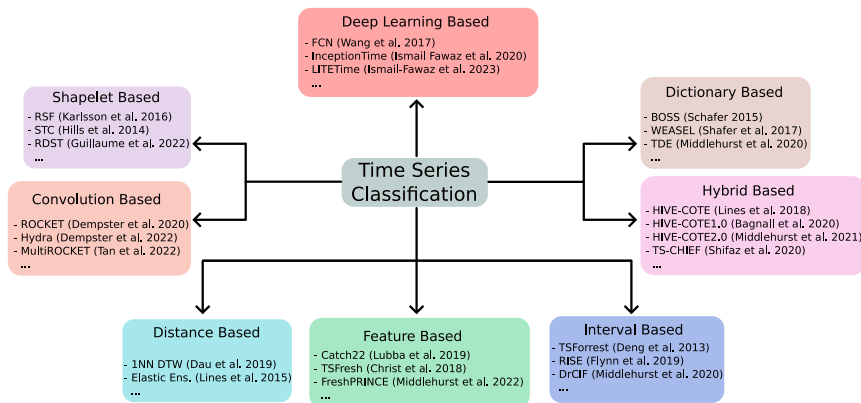 Deep Learning Based
- FCN (Wang et al. 2017)
- InceptionTime (Ismail Fawaz et al. 2020)
- LITETime (Ismail-Fawaz et al. 2023)
...
Shapelet Based
- RSF (Karlsson et al. 2016)
- STC (Hills et al. 2014)
- RDST (Guillaume et al. 2022)
...
Dictionary Based
- BOSS (Schafer 2015)
- WEASEL (Shafer et al. 2017)
- TDE (Middlehurst et al. 2020)
...
Time Series
Classification
Convolution Based
- ROCKET (Dempster et al. 2020)
- Hydra (Dempster et al. 2022)
- MultiROCKET (Tan et al. 2022)
...
Hybrid Based
- HIVE-COTE (Lines et al. 2018)
- HIVE-COTE1.0 (Bagnall et al. 2020)
- HIVE-COTE2.0 (Middlehurst et al. 2021)
- TS-CHIEF (Shifaz et al. 2020)
...
Distance Based
- 1NN DTW (Dau et al. 2019)
- Elastic Ens. (Lines et al. 2015)
...
Feature Based
- Catch22 (Lubba et al. 2019)
- TSFresh (Christ et al. 2018)
- FreshPRINCE (Middlehurst et al. 2022)
...
Interval Based
- TSForrest (Deng et al. 2013)
- RISE (Flynn et al. 2019)
- DrCIF (Middlehurst et al. 2020)
...